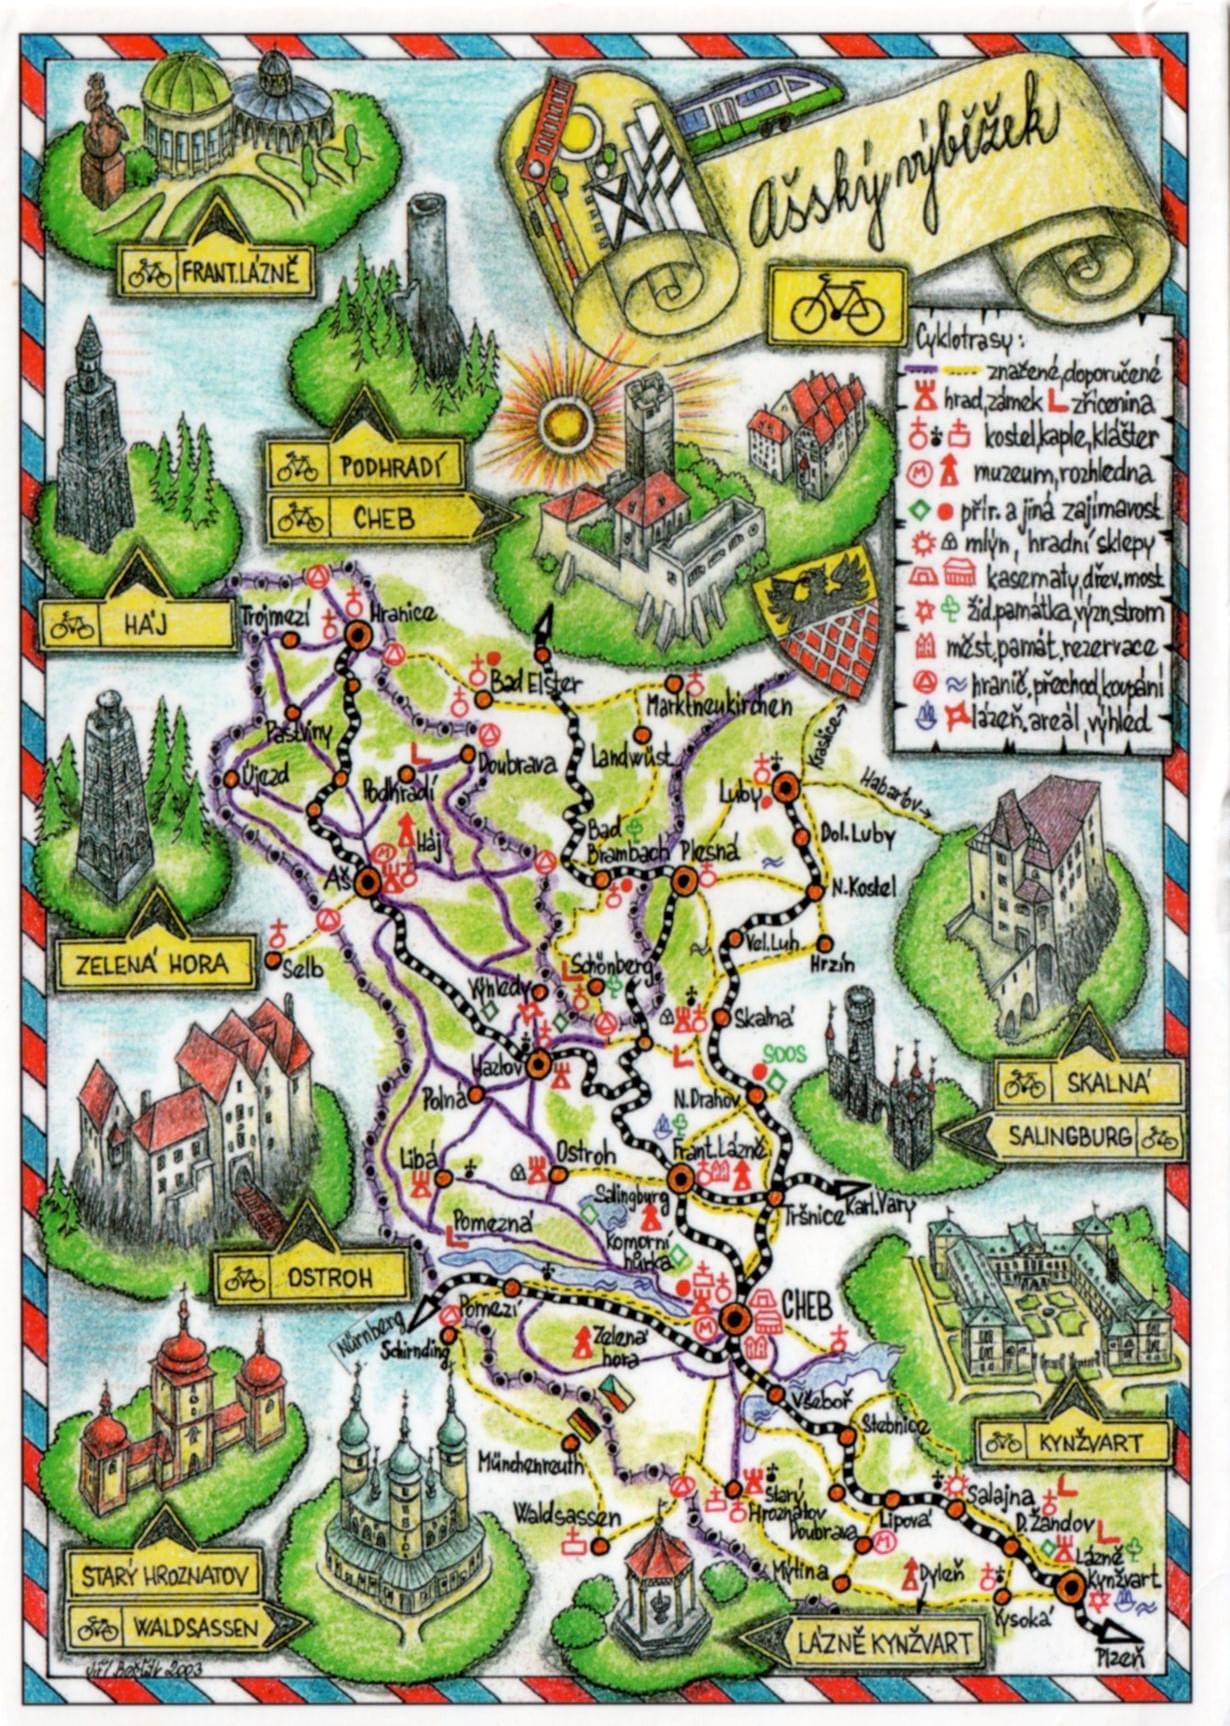 Ašský výběžek
FRANT.LÁZNĚ
PODHRADÍ
CHEB
HÁJ
Cyklotrasy:
značené, doporučené
hrad, zámek zřícenina
kostel, kaple, klášter
muzeum, rozhledna
přír. a jiná zajímavost
mlýn, hradní sklepy
kasematy, dřev. most
žid. památka, význ. strom
měst. památ. rezervace
hranič. přechod, koupání
lázeň. areál, výhled
Trojmezí
Hranice
Bad Elster
Marktneukirchen
Pastviny
Doubrava
Landwüst
Kraslice
Újezd
Podhradí
Luby
Habartov
Háj
Bad
Brambach
Plesná
Dol. Luby
Aš
N. Kostel
ZELENÁ HORA
Selb
Vel. Luh
Hrzín
Schönberg
Výhledy
Skalná
SOOS
Hazlov
Polná
N. Drahov
SKALNÁ
SALINGBURG
Libá
Ostroh
Frant. Lázně
Salingburg
Tršnice
Karl. Vary
Pomezná
Komorní
hůrka
OSTROH
Pomezí
CHEB
Nürnberg
Schirnding
Zelená
hora
Všeboř
Stebnice
KYNŽVART
Münchenreuth
Waldsassen
Starý
Hroznatov
Salajna
Lipová
D. Žandov
Doubrava
Lázně
Kynžvart
Mýtina
Dyleň
Vysoká
Plzeň
STARÝ HROZNATOV
WALDSASSEN
LÁZNĚ KYNŽVART